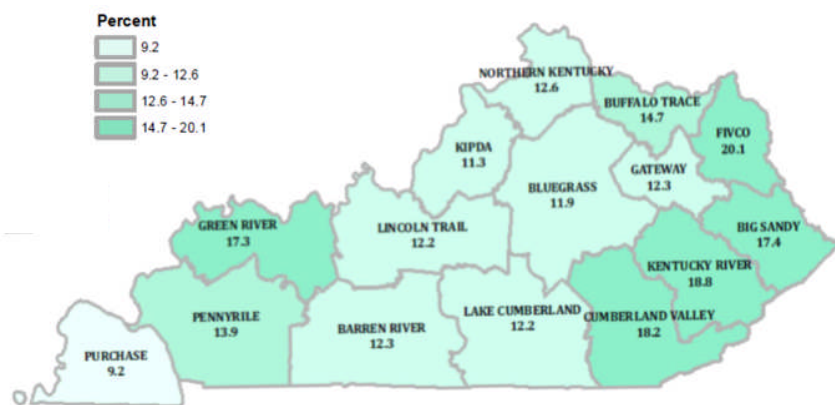 Percent
9.2
9.2 - 12.6
12.6 - 14.7
14.7 - 20.1
NORTHERN KENTUCKY
12.6
BUFFALO TRACE
14.7
FIVCO
20.1
KIPDA
11.3
GATEWAY
12.3
BLUEGRASS
11.9
GREEN RIVER
17.3
LINCOLN TRAIL
12.2
BIG SANDY
17.4
KENTUCKY RIVER
18.8
PENNYRILE
13.9
BARREN RIVER
12.3
LAKE CUMBERLAND
12.2
CUMBERLAND VALLEY
18.2
PURCHASE
9.2